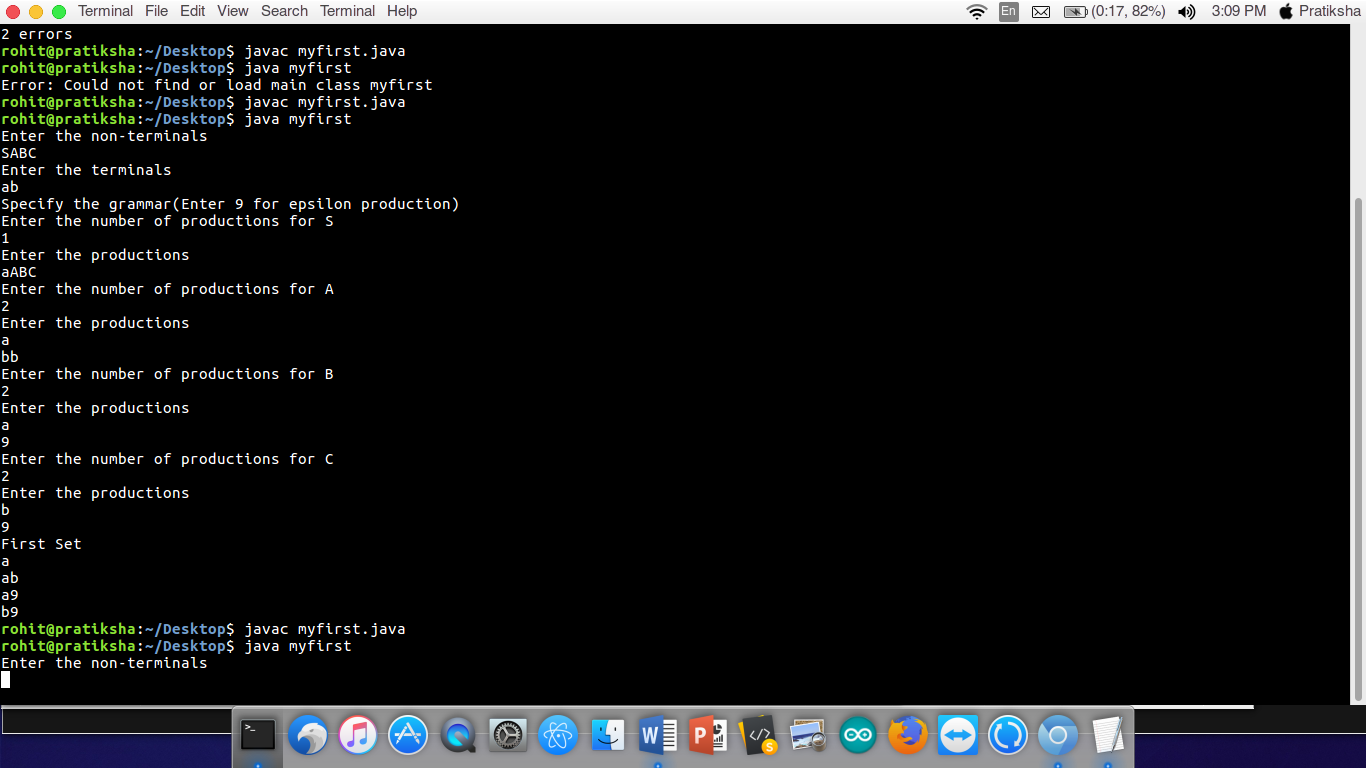 Terminal File Edit View Search Terminal Help En (0:17, 82%) 3:09 PM Pratiksha
2 errors
rohit@pratiksha:~/Desktop$ javac myfirst.java
rohit@pratiksha:~/Desktop$ java myfirst
Error: Could not find or load main class myfirst
rohit@pratiksha:~/Desktop$ javac myfirst.java
rohit@pratiksha:~/Desktop$ java myfirst
Enter the non-terminals
SABC
Enter the terminals
ab
Specify the grammar(Enter 9 for epsilon production)
Enter the number of productions for S
1
Enter the productions
aABC
Enter the number of productions for A
2
Enter the productions
a
bb
Enter the number of productions for B
2
Enter the productions
a
9
Enter the number of productions for C
2
Enter the productions
b
9
First Set
a
ab
a9
b9
rohit@pratiksha:~/Desktop$ javac myfirst.java
rohit@pratiksha:~/Desktop$ java myfirst
Enter the non-terminals